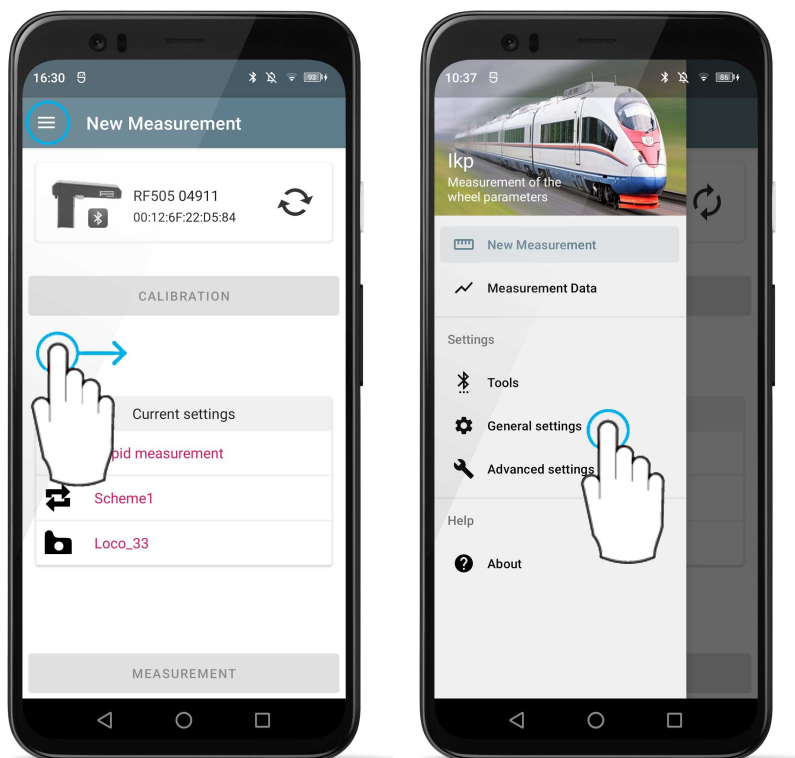 16:30
93
New Measurement
RF505 04911
00:12:6F:22:D5:84
CALIBRATION
Current settings
measurement
Scheme1
Loco_33
MEASUREMENT
10:37
86
Ikp
Measurement of the
wheel parameters
New Measurement
Measurement Data
Settings
Tools
General settings
Advanced settings
Help
About